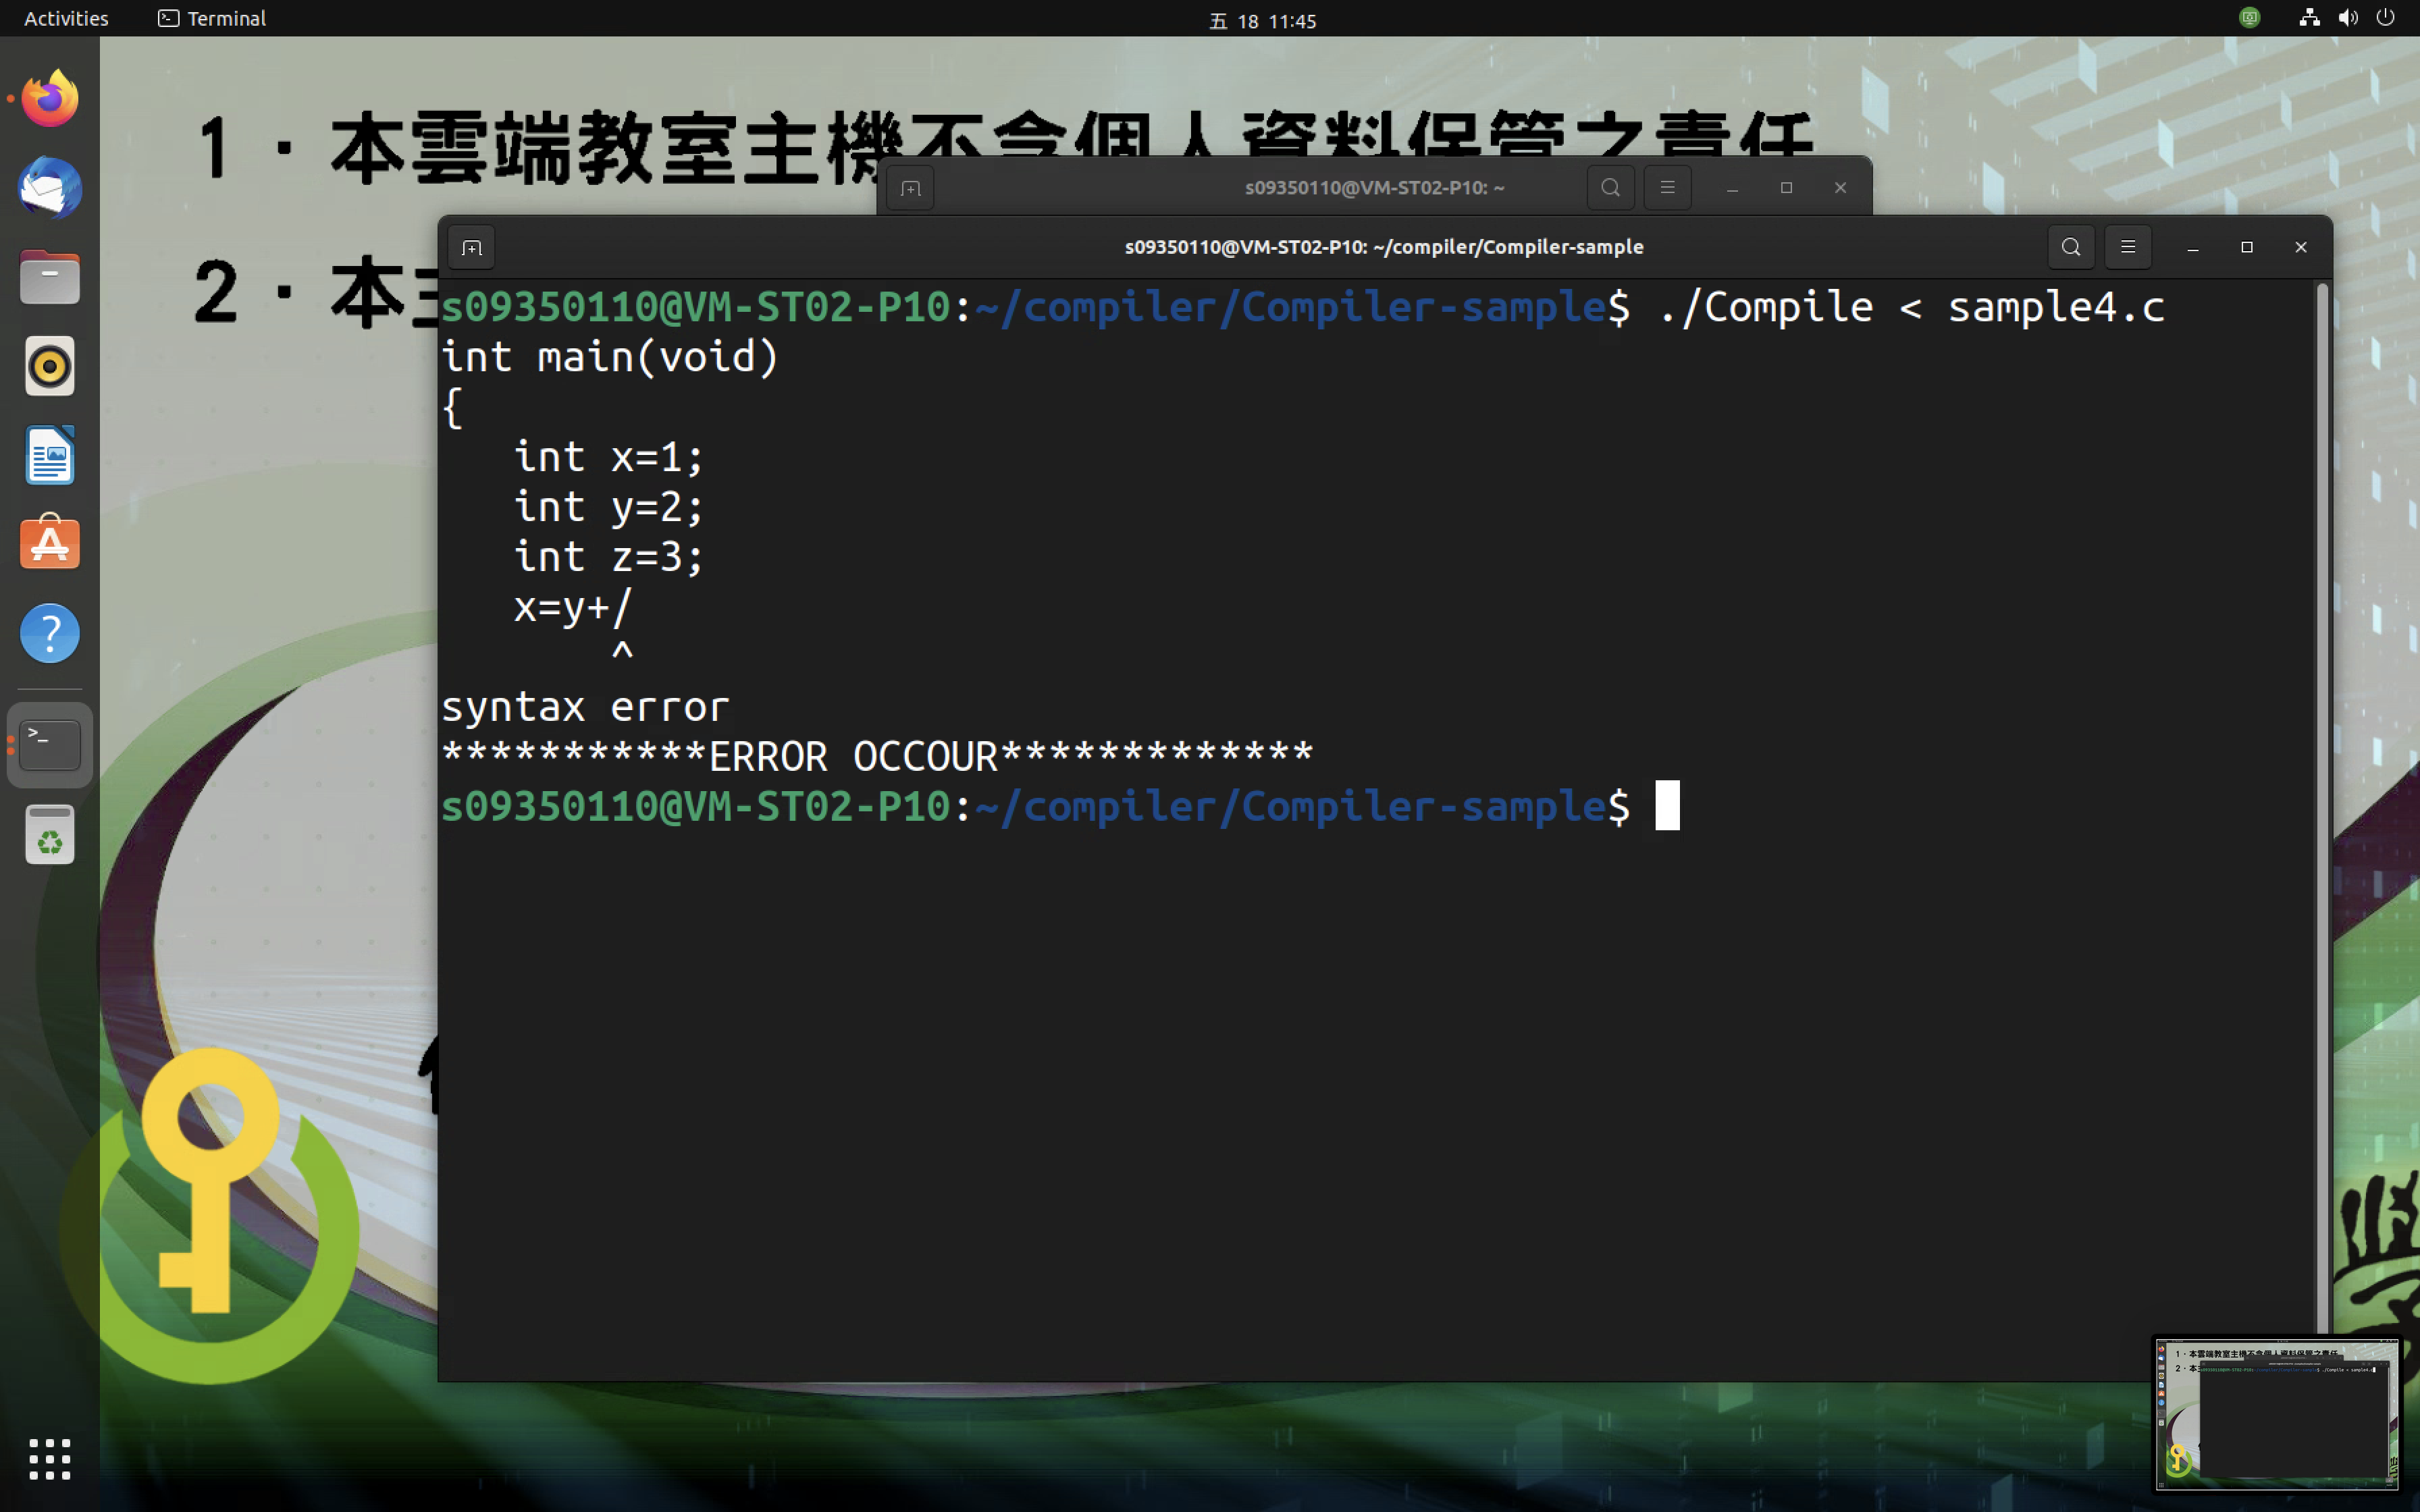 Activities
Terminal
五 18 11:45
1．本雲端教室主機不含個人資料保管之責任
s09350110@VM-ST02-P10: ~
s09350110@VM-ST02-P10: ~/compiler/Compiler-sample
2．本主
s09350110@VM-ST02-P10:~/compiler/Compiler-sample$ ./Compile < sample4.c
int main(void)
{
   int x=1;
   int y=2;
   int z=3;
   x=y+/
       ^
syntax error
***********ERROR OCCOUR*************
s09350110@VM-ST02-P10:~/compiler/Compiler-sample$